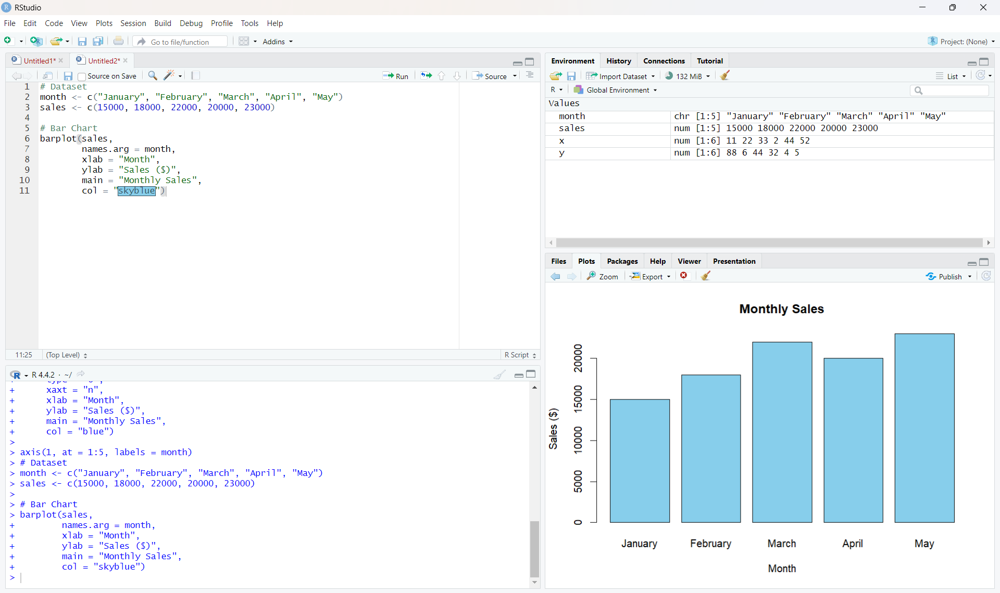 RStudio
File Edit Code View Plots Session Build Debug Profile Tools Help
Go to file/function Addins Project: (None)
Untitled1* Untitled2*
Source on Save Run Source
1 # Dataset
2 month <- c("January", "February", "March", "April", "May")
3 sales <- c(15000, 18000, 22000, 20000, 23000)
4
5 # Bar Chart
6 barplot(sales,
7 names.arg = month,
8 xlab = "Month",
9 ylab = "Sales ($)",
10 main = "Monthly Sales",
11 col = "skyblue")
11:25 (Top Level) R Script
R 4.4.2 · ~/
+ xaxt = "n",
+ xlab = "Month",
+ ylab = "Sales ($)",
+ main = "Monthly Sales",
+ col = "blue")
>
> axis(1, at = 1:5, labels = month)
> # Dataset
> month <- c("January", "February", "March", "April", "May")
> sales <- c(15000, 18000, 22000, 20000, 23000)
>
> # Bar Chart
> barplot(sales,
+ names.arg = month,
+ xlab = "Month",
+ ylab = "Sales ($)",
+ main = "Monthly Sales",
+ col = "skyblue")
>
Environment History Connections Tutorial
Import Dataset 132 MiB List
R Global Environment
Values
month chr [1:5] "January" "February" "March" "April" "May"
sales num [1:5] 15000 18000 22000 20000 23000
x num [1:6] 11 22 33 2 44 52
y num [1:6] 88 6 44 32 4 5
Files Plots Packages Help Viewer Presentation
Zoom Export Publish
Monthly Sales
Sales ($)
20000
15000
10000
5000
0
January February March April May
Month